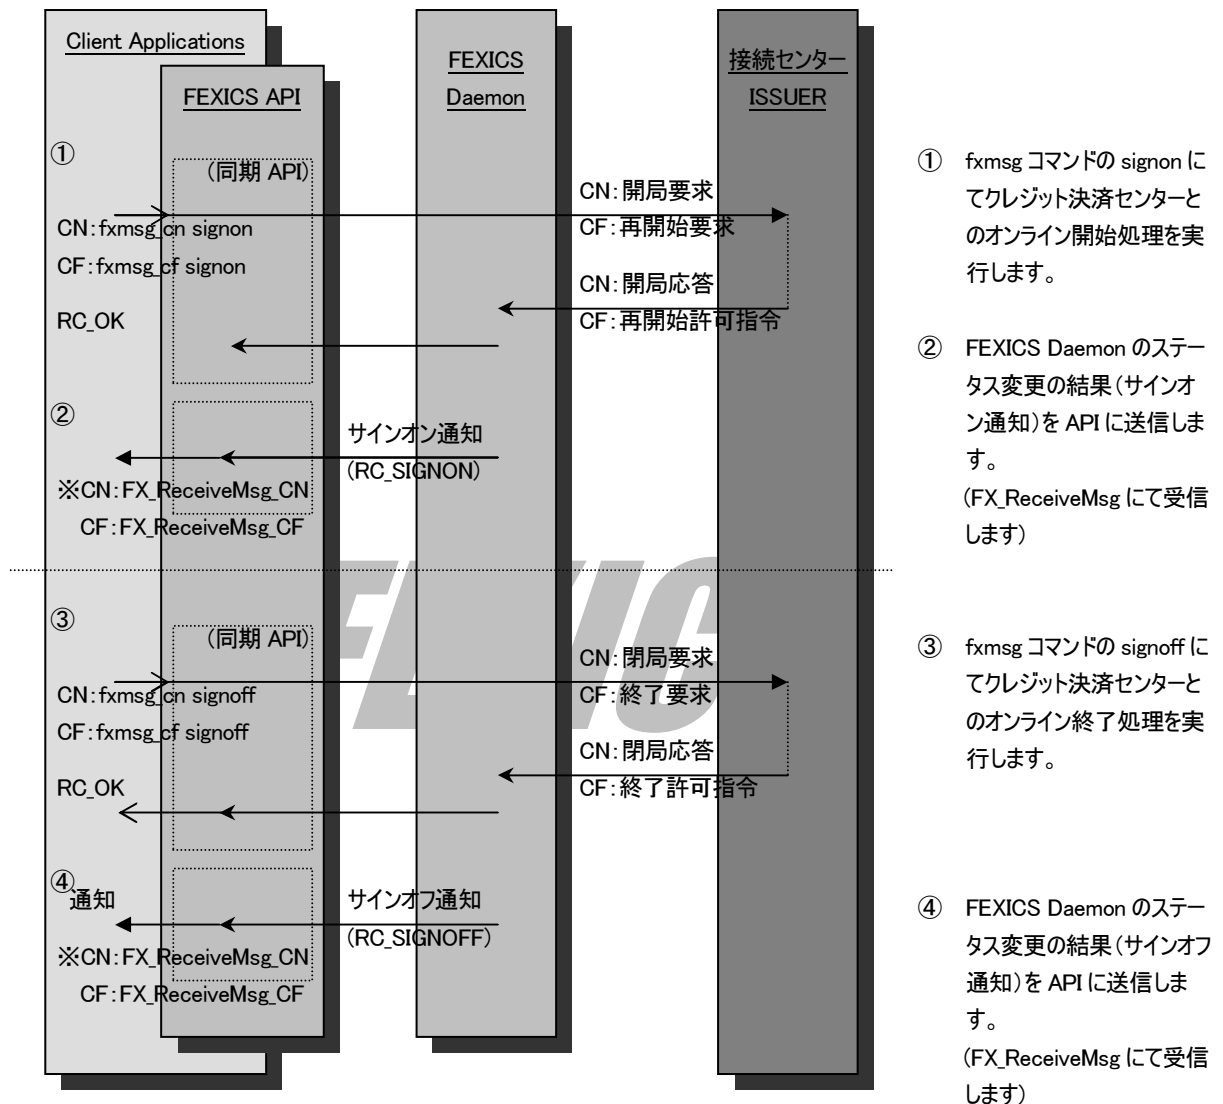 Client Applications
FEXICS API
FEXICS
Daemon
接続センター
ISSUER
①
(同期 API)
CN:fxmsg_cn signon
CF:fxmsg_cf signon
RC_OK
CN:開局要求
CF:再開始要求
CN:開局応答
CF:再開始許可指令
②
サインオン通知
(RC_SIGNON)
※CN:FX_ReceiveMsg_CN
CF:FX_ReceiveMsg_CF
③
(同期 API)
CN:fxmsg_cn signoff
CF:fxmsg_cf signoff
RC_OK
CN:閉局要求
CF:終了要求
CN:閉局応答
CF:終了許可指令
④
通知
サインオフ通知
(RC_SIGNOFF)
※CN:FX_ReceiveMsg_CN
CF:FX_ReceiveMsg_CF
① fxmsg コマンドの signon に
てクレジット決済センターと
のオンライン開始処理を実
行します。
② FEXICS Daemon のステー
タス変更の結果(サインオ
ン通知)を API に送信しま
す。
(FX_ReceiveMsg にて受信
します)
③ fxmsg コマンドの signoff に
てクレジット決済センターと
のオンライン終了処理を実
行します。
④ FEXICS Daemon のステー
タス変更の結果(サインオフ
通知)を API に送信しま
す。
(FX_ReceiveMsg にて受信
します)